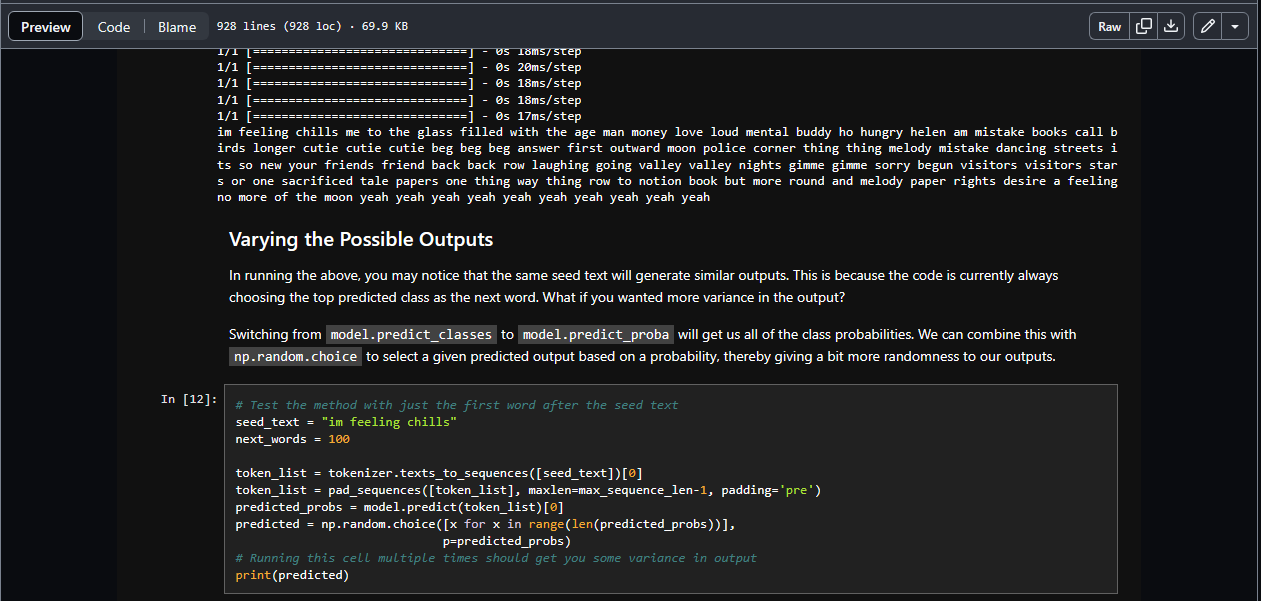 Preview Code Blame 928 lines (928 loc) · 69.9 KB Raw
1/1 [==============================] - 0s 18ms/step
1/1 [==============================] - 0s 20ms/step
1/1 [==============================] - 0s 18ms/step
1/1 [==============================] - 0s 18ms/step
1/1 [==============================] - 0s 17ms/step
im feeling chills me to the glass filled with the age man money love loud mental buddy ho hungry helen am mistake books call b
irds longer cutie cutie cutie beg beg beg answer first outward moon police corner thing thing melody mistake dancing streets i
ts so new your friends friend back back row laughing going valley valley nights gimme gimme sorry begun visitors visitors star
s or one sacrificed tale papers one thing way thing row to notion book but more round and melody paper rights desire a feeling
no more of the moon yeah yeah yeah yeah yeah yeah yeah yeah yeah yeah
Varying the Possible Outputs
In running the above, you may notice that the same seed text will generate similar outputs. This is because the code is currently always
choosing the top predicted class as the next word. What if you wanted more variance in the output?
Switching from model.predict_classes to model.predict_proba will get us all of the class probabilities. We can combine this with
np.random.choice to select a given predicted output based on a probability, thereby giving a bit more randomness to our outputs.
In [12]:
# Test the method with just the first word after the seed text
seed_text = "im feeling chills"
next_words = 100
token_list = tokenizer.texts_to_sequences([seed_text])[0]
token_list = pad_sequences([token_list], maxlen=max_sequence_len-1, padding='pre')
predicted_probs = model.predict(token_list)[0]
predicted = np.random.choice([x for x in range(len(predicted_probs))],
p=predicted_probs)
# Running this cell multiple times should get you some variance in output
print(predicted)